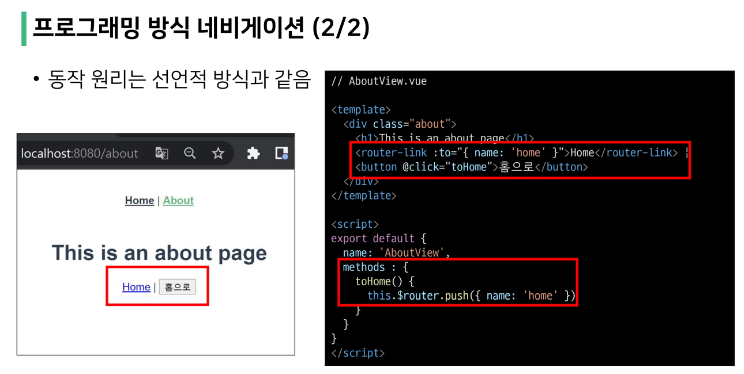 프로그래밍 방식 네비게이션 (2/2)
• 동작 원리는 선언적 방식과 같음
localhost:8080/about
Home | About
This is an about page
Home | 홈으로
// AboutView.vue
<template>
<div class="about">
<h1>This is an about page</h1>
<router-link :to="{ name: 'home' }">Home</router-link> |
<button @click="toHome">홈으로</button>
</div>
</template>
<script>
export default {
name: 'AboutView',
methods : {
toHome() {
this.$router.push({ name: 'home' })
}
}
}
</script>